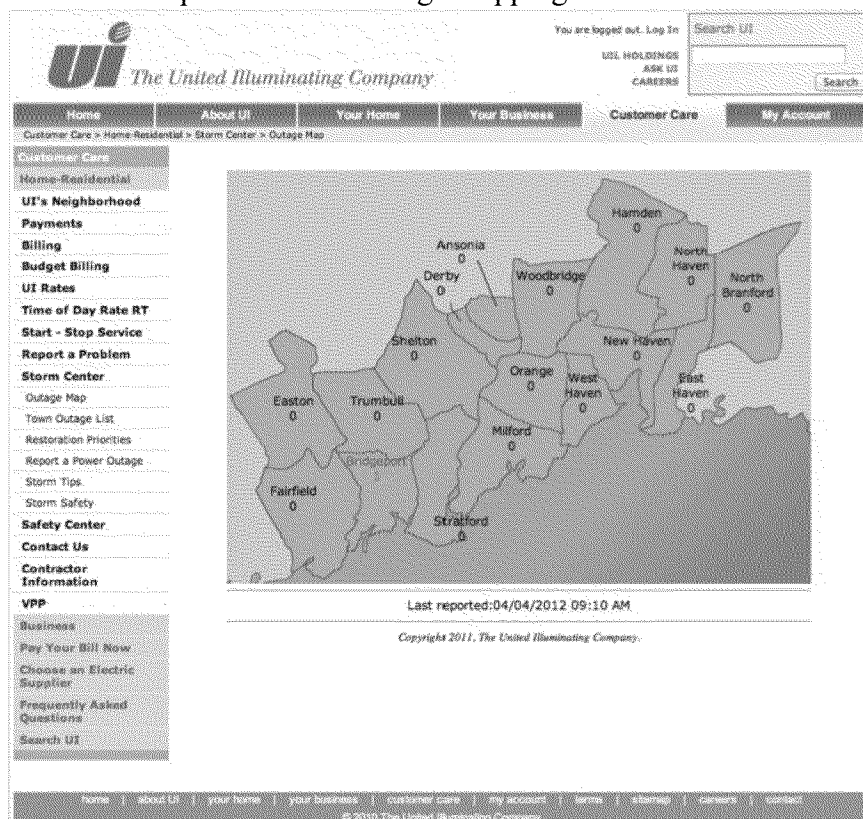 You are logged out. Log In
Search UI
UIL HOLDINGS
ASK UI
CAREERS
Search
ui
The United Illuminating Company
Home
About UI
Your Home
Your Business
Customer Care
My Account
Customer Care > Home-Residential > Storm Center > Outage Map
Customer Care
Home-Residential
UI's Neighborhood
Payments
Billing
Budget Billing
UI Rates
Time of Day Rate RT
Start - Stop Service
Report a Problem
Storm Center
Outage Map
Town Outage List
Restoration Priorities
Report a Power Outage
Storm Tips
Storm Safety
Safety Center
Contact Us
Contractor
Information
VPP
Business
Pay Your Bill Now
Choose an Electric
Supplier
Frequently Asked
Questions
Search UI
Hamden
0
North
Haven
0
North
Branford
0
Ansonia
0
Derby
0
Woodbridge
0
Shelton
0
New Haven
0
Orange
0
West
Haven
0
East
Haven
0
Easton
0
Trumbull
0
Milford
0
Bridgeport
Fairfield
0
Stratford
0
Last reported:04/04/2012 09:10 AM
Copyright 2011, The United Illuminating Company.
home | about UI | your home | your business | customer care | my account | terms | sitemap | careers | contact
© 2010 The United Illuminating Company